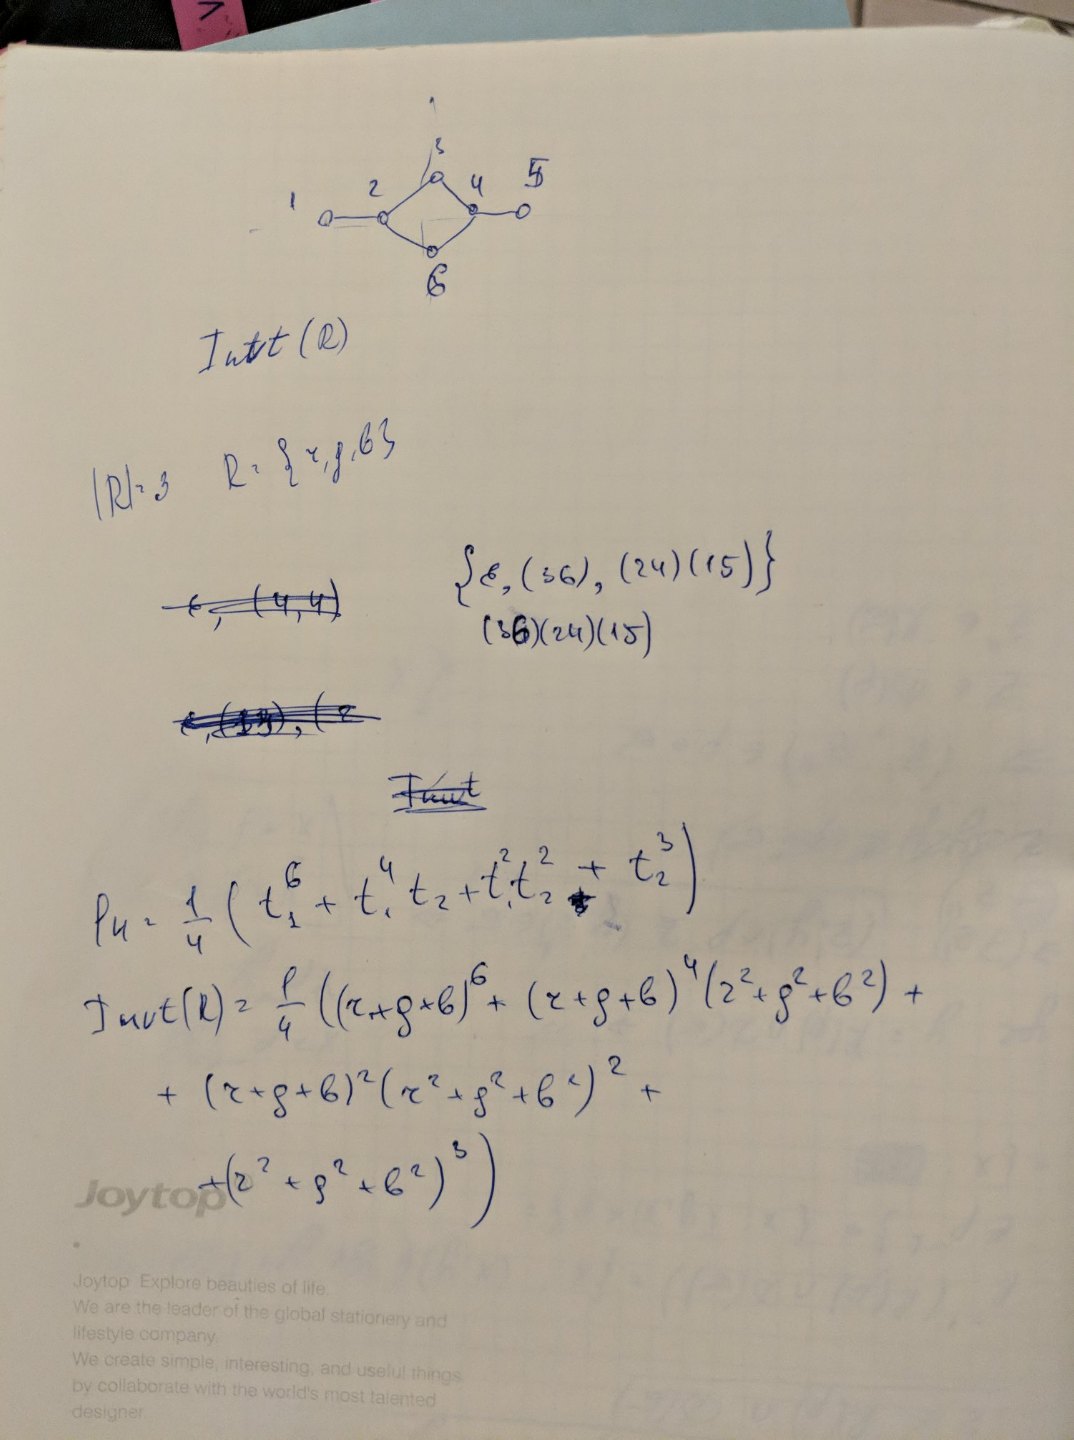 1 2 3 4 5 6
Invt(R)
|R|=3 R={r,g,b}
{e,(36),(24)(15)}
e, (4,4)
(36)(24)(15)
e,(13),(2
Invt
P_H = 1/4 ( t_1^6 + t_1^4 t_2 + t_1^2 t_2^2 + t_2^3 )
Invt(R) = 1/4 ((r+g+b)^6 + (r+g+b)^4 (r^2+g^2+b^2) +
+ (r+g+b)^2 (r^2+g^2+b^2)^2 +
+ (r^2+g^2+b^2)^3 )
Joytop
Joytop Explore beauties of life.
We are the leader of the global stationery and
lifestyle company.
We create simple, interesting, and useful things
by collaborate with the world's most talented
designer.